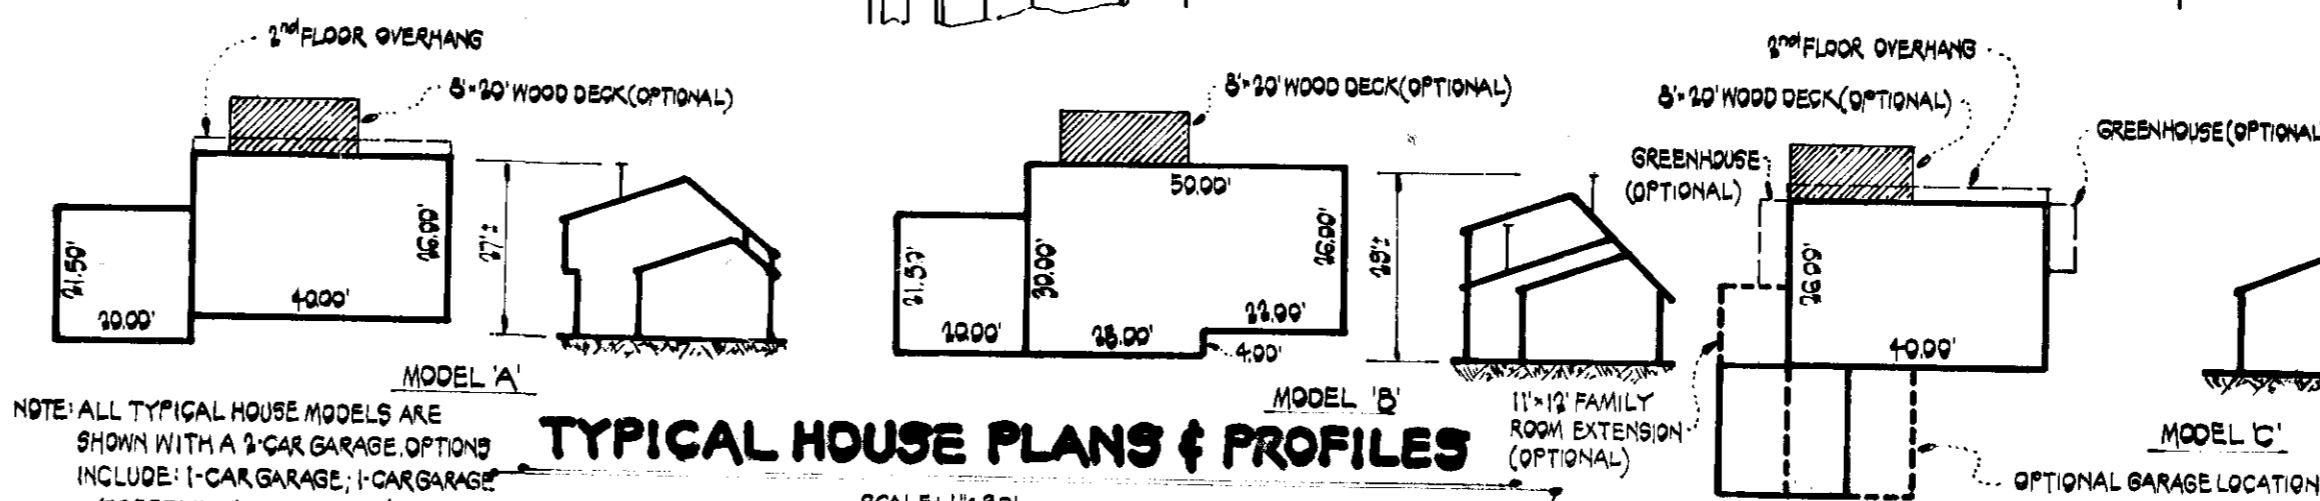 2nd FLOOR OVERHANG
8'×20' WOOD DECK (OPTIONAL)
21.50'
20.00'
40.00'
26.00'
27'±
MODEL 'A'
8'×20' WOOD DECK (OPTIONAL)
50.00'
21.50'
30.00'
26.00'
20.00'
28.00'
22.00'
4.00'
29'±
MODEL 'B'
2nd FLOOR OVERHANG
8'×20' WOOD DECK (OPTIONAL)
GREENHOUSE (OPTIONAL
GREENHOUSE
(OPTIONAL)
26.00'
40.00'
11'×12' FAMILY
ROOM EXTENSION
(OPTIONAL)
MODEL 'C'
OPTIONAL GARAGE LOCATION
NOTE: ALL TYPICAL HOUSE MODELS ARE
SHOWN WITH A 2-CAR GARAGE. OPTIONS
INCLUDE: 1-CAR GARAGE; 1-CAR GARAGE
TYPICAL HOUSE PLANS & PROFILES